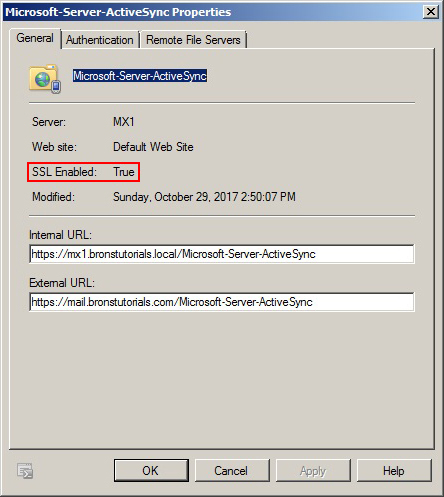 Microsoft-Server-ActiveSync Properties
General Authentication Remote File Servers
Microsoft-Server-ActiveSync
Server: MX1
Web site: Default Web Site
SSL Enabled: True
Modified: Sunday, October 29, 2017 2:50:07 PM
Internal URL:
https://mx1.bronstutorials.local/Microsoft-Server-ActiveSync
External URL:
https://mail.bronstutorials.com/Microsoft-Server-ActiveSync
OK Cancel Apply Help